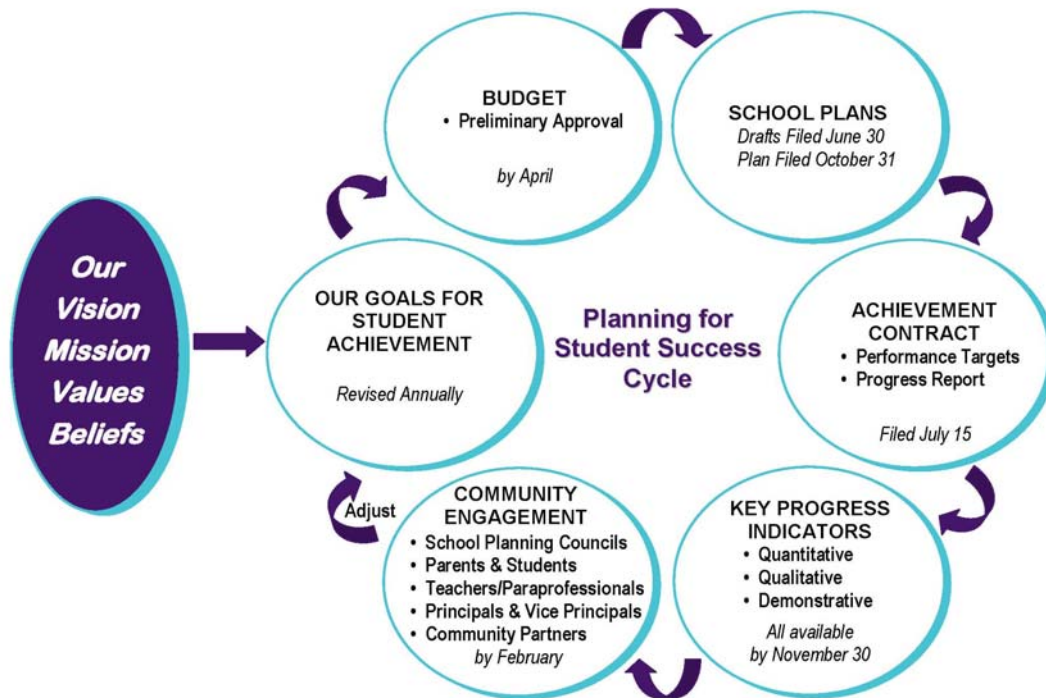 Our
Vision
Mission
Values
Beliefs
OUR GOALS FOR
STUDENT
ACHIEVEMENT
Revised Annually
BUDGET
• Preliminary Approval
by April
SCHOOL PLANS
Drafts Filed June 30
Plan Filed October 31
ACHIEVEMENT
CONTRACT
• Performance Targets
• Progress Report
Filed July 15
KEY PROGRESS
INDICATORS
• Quantitative
• Qualitative
• Demonstrative
All available
by November 30
COMMUNITY
ENGAGEMENT
• School Planning Councils
• Parents & Students
• Teachers/Paraprofessionals
• Principals & Vice Principals
• Community Partners
by February
Adjust
Planning for
Student Success
Cycle